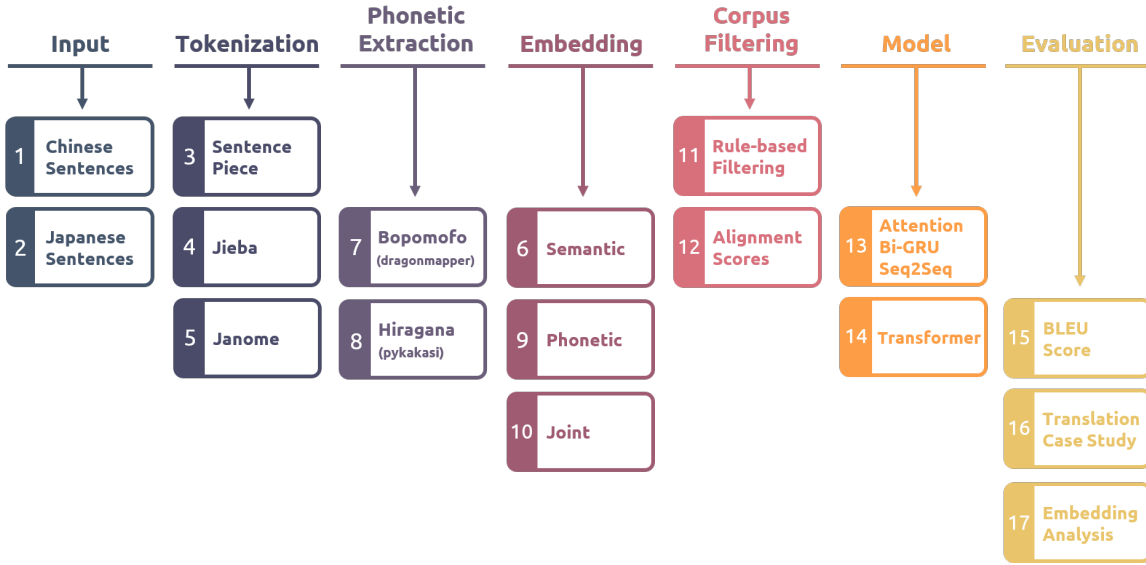 Input
Tokenization
Phonetic
Extraction
Embedding
Corpus
Filtering
Model
Evaluation
1
Chinese
Sentences
2
Japanese
Sentences
3
Sentence
Piece
4
Jieba
5
Janome
7
Bopomofo
(dragonmapper)
8
Hiragana
(pykakasi)
6
Semantic
9
Phonetic
10
Joint
11
Rule-based
Filtering
12
Alignment
Scores
13
Attention
Bi-GRU
Seq2Seq
14
Transformer
15
BLEU
Score
16
Translation
Case Study
17
Embedding
Analysis